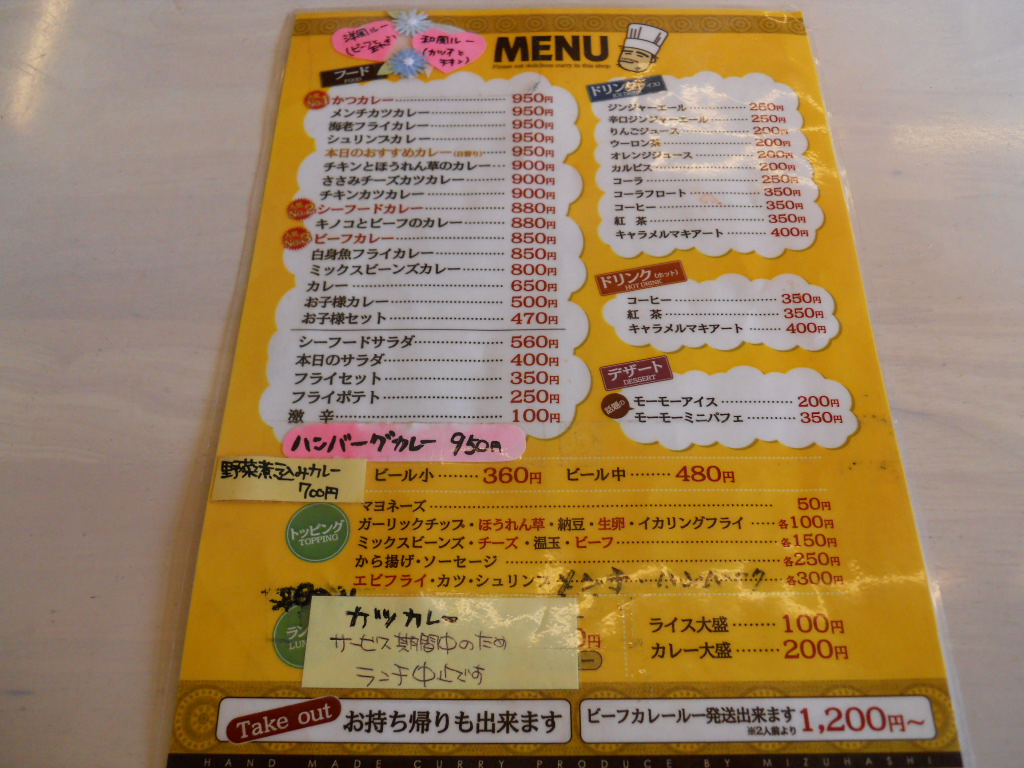 洋風ルー
(ビーフと
和風ルー
(カツ子と
チキン)
MENU
フード
FOOD
かつカレー 950円
メンチカツカレー 950円
海老フライカレー 950円
シュリンプカレー 950円
本日のおすすめカレー(日替り) 950円
チキンとほうれん草のカレー 900円
ささみチーズカツカレー 900円
チキンカツカレー 900円
シーフードカレー 880円
キノコとビーフのカレー 880円
ビーフカレー 850円
白身魚フライカレー 850円
ミックスビーンズカレー 800円
カレー 650円
お子様カレー 500円
お子様セット 470円
シーフードサラダ 560円
本日のサラダ 400円
フライセット 350円
フライポテト 250円
激 辛 100円
ハンバーグカレー 950円
野菜煮込みカレー
700円
ドリンク(アイス)
ジンジャーエール 250円
辛口ジンジャーエール 250円
りんごジュース 200円
ウーロン茶 200円
オレンジジュース 200円
カルピス 200円
コーラ 250円
コーラフロート 350円
コーヒー 350円
紅 茶 350円
キャラメルマキアート 400円
ドリンク(ホット)
HOT DRINK
コーヒー 350円
紅 茶 350円
キャラメルマキアート 400円
デザート
DESSERT
話題の
モーモーアイス 200円
モーモーミニパフェ 350円
ビール小 360円 ビール中 480円
トッピング
TOPPING
マヨネーズ 50円
ガーリックチップ・ほうれん草・納豆・生卵・イカリングフライ 各100円
ミックスビーンズ・チーズ・温玉・ビーフ 各150円
から揚げ・ソーセージ 各250円
エビフライ・カツ・シュリンプ メンチ ハンバーグ 各300円
カツカレー
サービス期間中のため
ランチ中止です
ライス大盛 100円
カレー大盛 200円
Take out お持ち帰りも出来ます
ビーフカレールー発送出来ます
※2人前より
1,200円～
HAND MADE CURRY PRODUCE BY MIZUHASHI